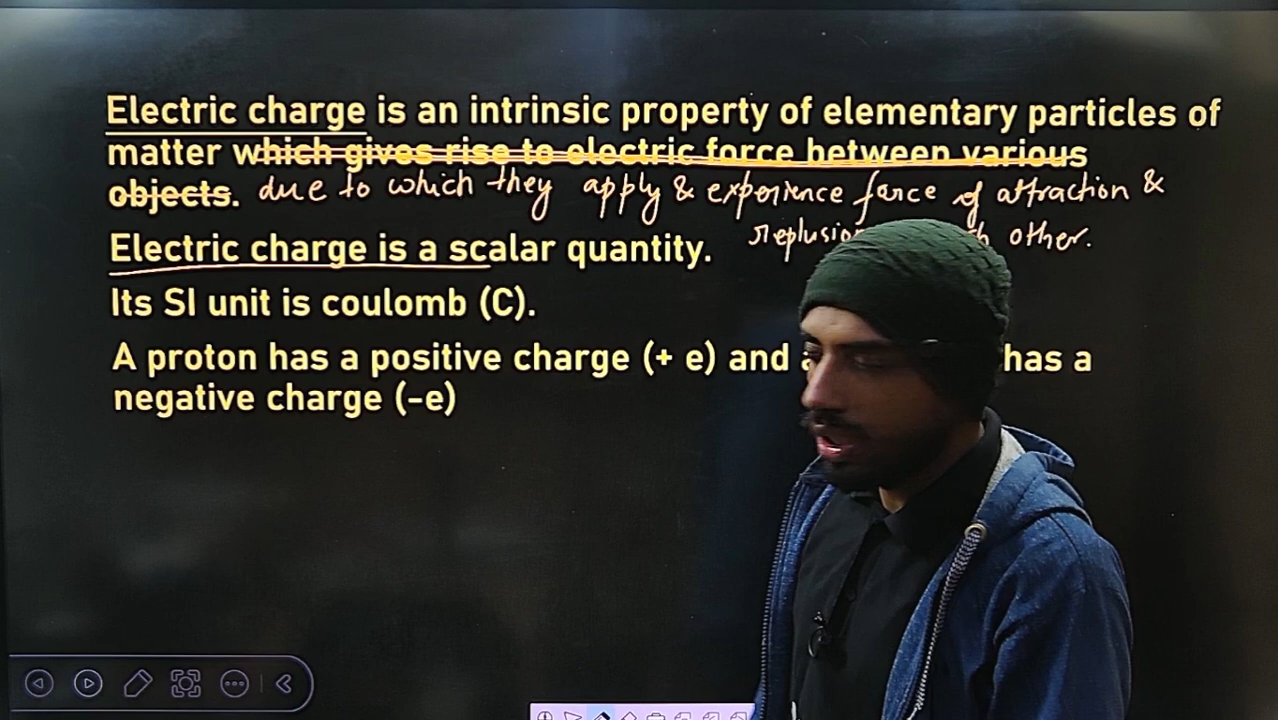 Electric charge is an intrinsic property of elementary particles of
matter which gives rise to electric force between various
objects. due to which they apply & experience force of attraction &
replusion other.
Electric charge is a scalar quantity.
Its SI unit is coulomb (C).
A proton has a positive charge (+ e) and has a
negative charge (-e)